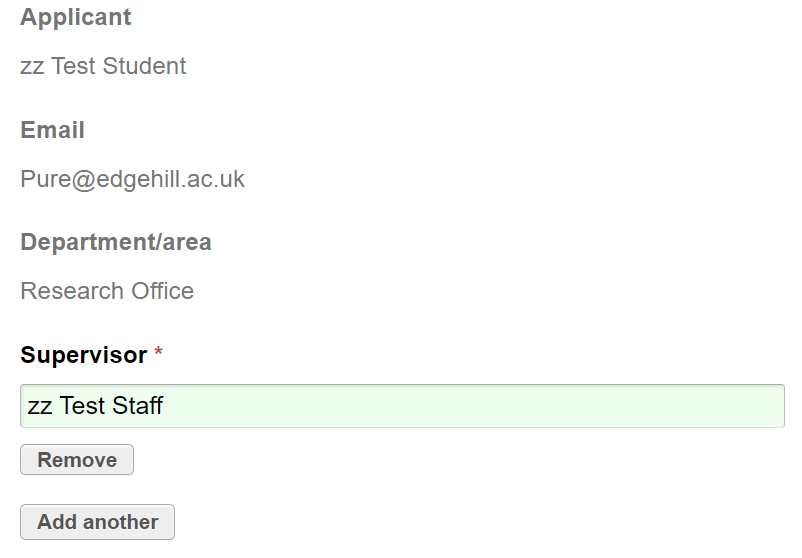 Applicant
zz Test Student
Email
Pure@edgehill.ac.uk
Department/area
Research Office
Supervisor *
zz Test Staff
Remove
Add another